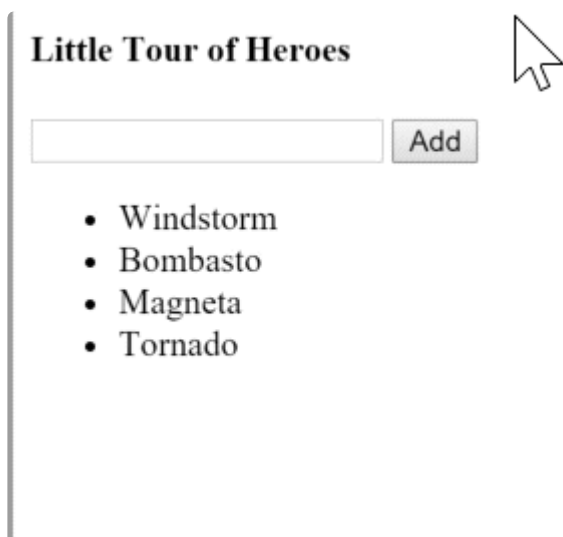 Little Tour of Heroes
Add
Windstorm
Bombasto
Magneta
Tornado